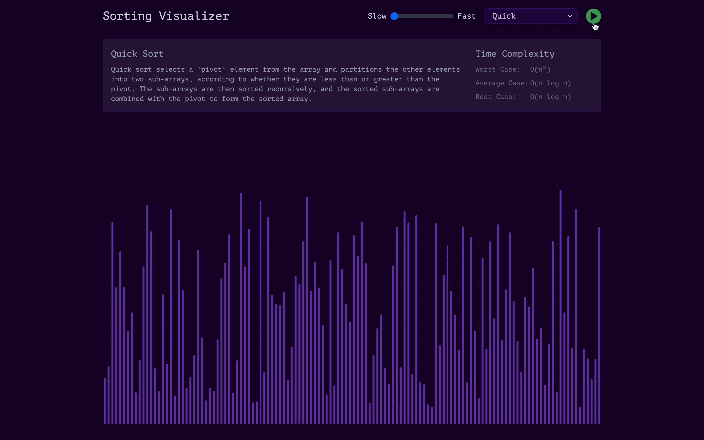 Sorting Visualizer
Slow
Fast
Quick
Quick Sort
Quick sort selects a 'pivot' element from the array and partitions the other elements
into two sub-arrays, according to whether they are less than or greater than the
pivot. The sub-arrays are then sorted recursively, and the sorted sub-arrays are
combined with the pivot to form the sorted array.
Time Complexity
Worst Case: O(n²)
Average Case: O(n log n)
Best Case: O(n log n)